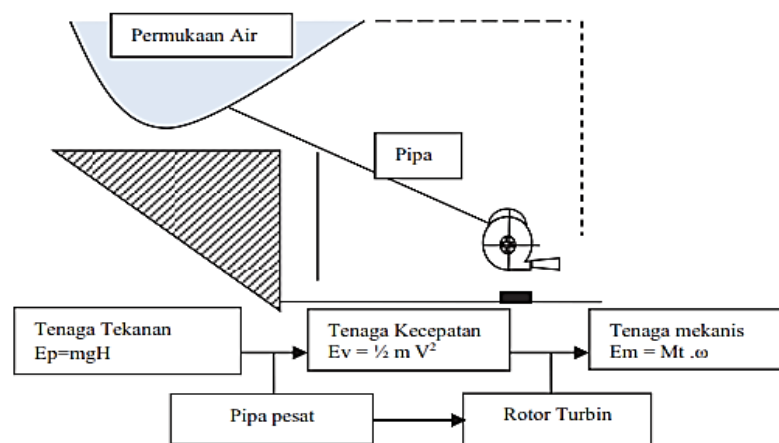 Permukaan Air
Pipa
Tenaga Tekanan
Ep=mgH
Tenaga Kecepatan
Ev = ½ m V²
Tenaga mekanis
Em = Mt .ω
Pipa pesat
Rotor Turbin